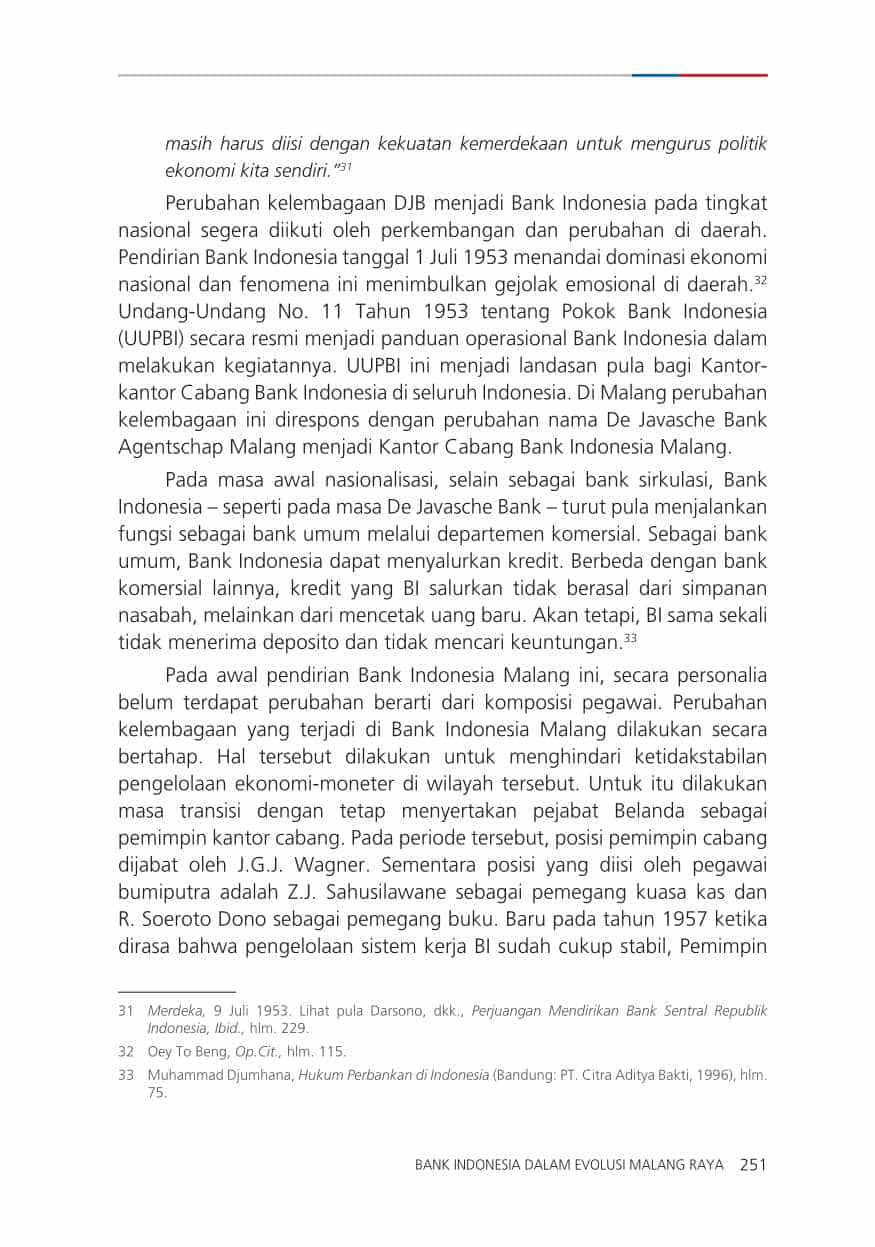 masih harus diisi dengan kekuatan kemerdekaan untuk mengurus politik
ekonomi kita sendiri.”31
Perubahan kelembagaan DJB menjadi Bank Indonesia pada tingkat
nasional segera diikuti oleh perkembangan dan perubahan di daerah.
Pendirian Bank Indonesia tanggal 1 Juli 1953 menandai dominasi ekonomi
nasional dan fenomena ini menimbulkan gejolak emosional di daerah.32
Undang-Undang No. 11 Tahun 1953 tentang Pokok Bank Indonesia
(UUPBI) secara resmi menjadi panduan operasional Bank Indonesia dalam
melakukan kegiatannya. UUPBI ini menjadi landasan pula bagi Kantor-
kantor Cabang Bank Indonesia di seluruh Indonesia. Di Malang perubahan
kelembagaan ini direspons dengan perubahan nama De Javasche Bank
Agentschap Malang menjadi Kantor Cabang Bank Indonesia Malang.
Pada masa awal nasionalisasi, selain sebagai bank sirkulasi, Bank
Indonesia – seperti pada masa De Javasche Bank – turut pula menjalankan
fungsi sebagai bank umum melalui departemen komersial. Sebagai bank
umum, Bank Indonesia dapat menyalurkan kredit. Berbeda dengan bank
komersial lainnya, kredit yang BI salurkan tidak berasal dari simpanan
nasabah, melainkan dari mencetak uang baru. Akan tetapi, BI sama sekali
tidak menerima deposito dan tidak mencari keuntungan.33
Pada awal pendirian Bank Indonesia Malang ini, secara personalia
belum terdapat perubahan berarti dari komposisi pegawai. Perubahan
kelembagaan yang terjadi di Bank Indonesia Malang dilakukan secara
bertahap. Hal tersebut dilakukan untuk menghindari ketidakstabilan
pengelolaan ekonomi-moneter di wilayah tersebut. Untuk itu dilakukan
masa transisi dengan tetap menyertakan pejabat Belanda sebagai
pemimpin kantor cabang. Pada periode tersebut, posisi pemimpin cabang
dijabat oleh J.G.J. Wagner. Sementara posisi yang diisi oleh pegawai
bumiputra adalah Z.J. Sahusilawane sebagai pemegang kuasa kas dan
R. Soeroto Dono sebagai pemegang buku. Baru pada tahun 1957 ketika
dirasa bahwa pengelolaan sistem kerja BI sudah cukup stabil, Pemimpin
31 Merdeka, 9 Juli 1953. Lihat pula Darsono, dkk., Perjuangan Mendirikan Bank Sentral Republik
Indonesia, Ibid., hlm. 229.
32 Oey To Beng, Op.Cit., hlm. 115.
33 Muhammad Djumhana, Hukum Perbankan di Indonesia (Bandung: PT. Citra Aditya Bakti, 1996), hlm.
75.
BANK INDONESIA DALAM EVOLUSI MALANG RAYA 251